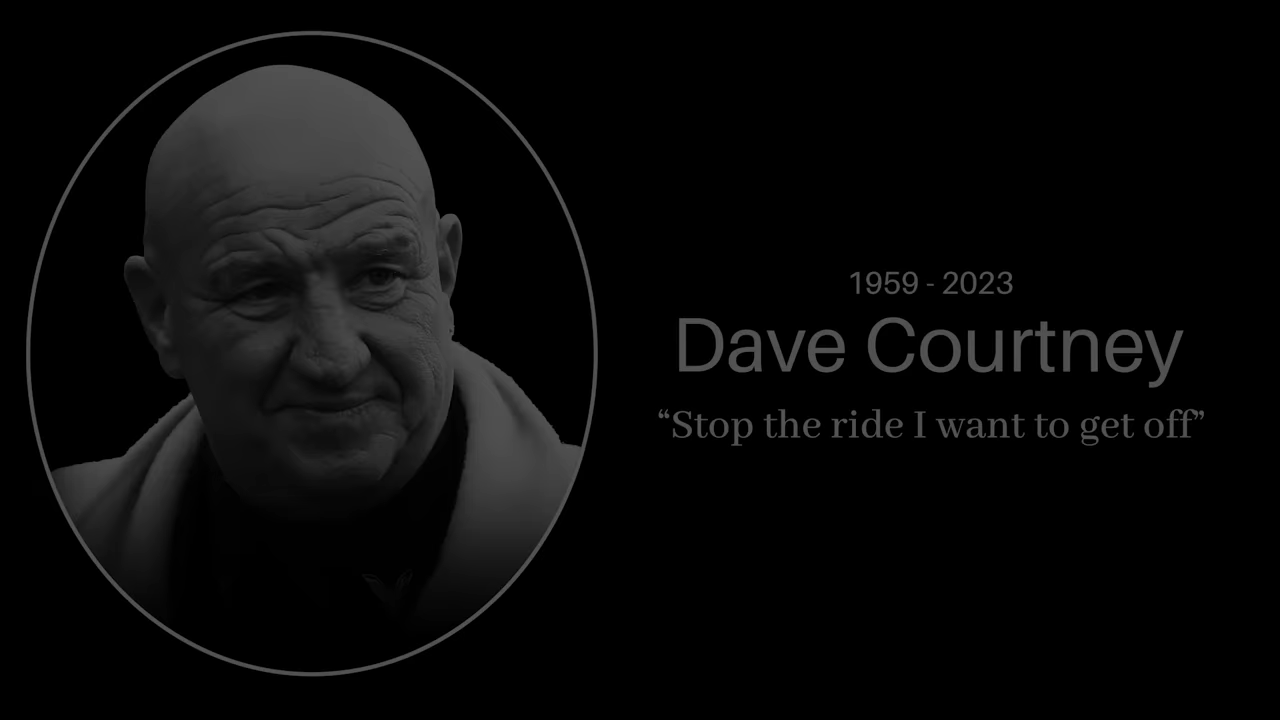 1959 - 2023
Dave Courtney
“Stop the ride I want to get off”